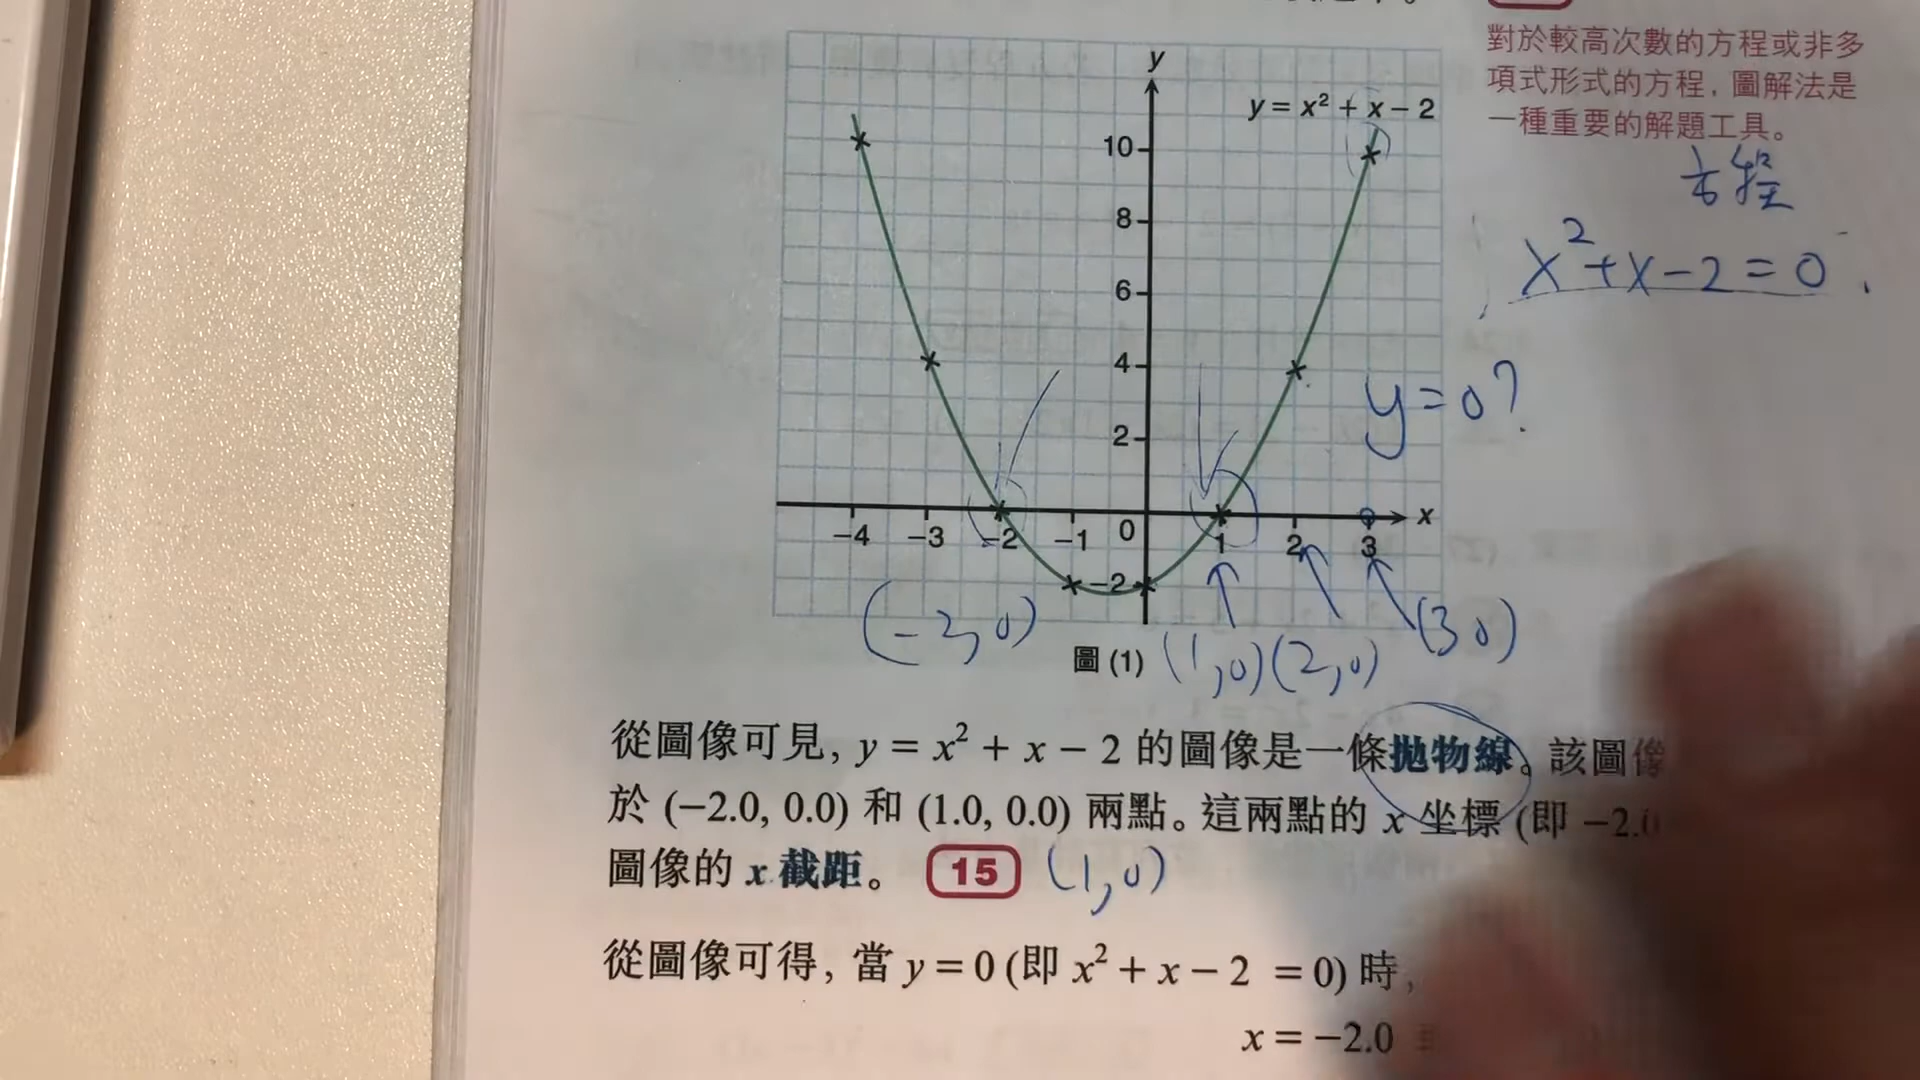 對於較高次數的方程或非多
項式形式的方程，圖解法是
一種重要的解題工具。
方程
x²+x-2=0
y
y = x² + x − 2
10
8
6
4
y=0?
2
x
−4 −3 −2 −1 0 1 2 3
−2
(-2,0)
(1,0) (2,0) (3 0)
圖 (1)
從圖像可見，y = x² + x − 2 的圖像是一條拋物線。該圖像
於 (−2.0, 0.0) 和 (1.0, 0.0) 兩點。這兩點的 x 坐標 (即 −2.0
圖像的 x 截距。 15 (1,0)
從圖像可得，當 y = 0 (即 x² + x − 2 = 0) 時，
x = −2.0